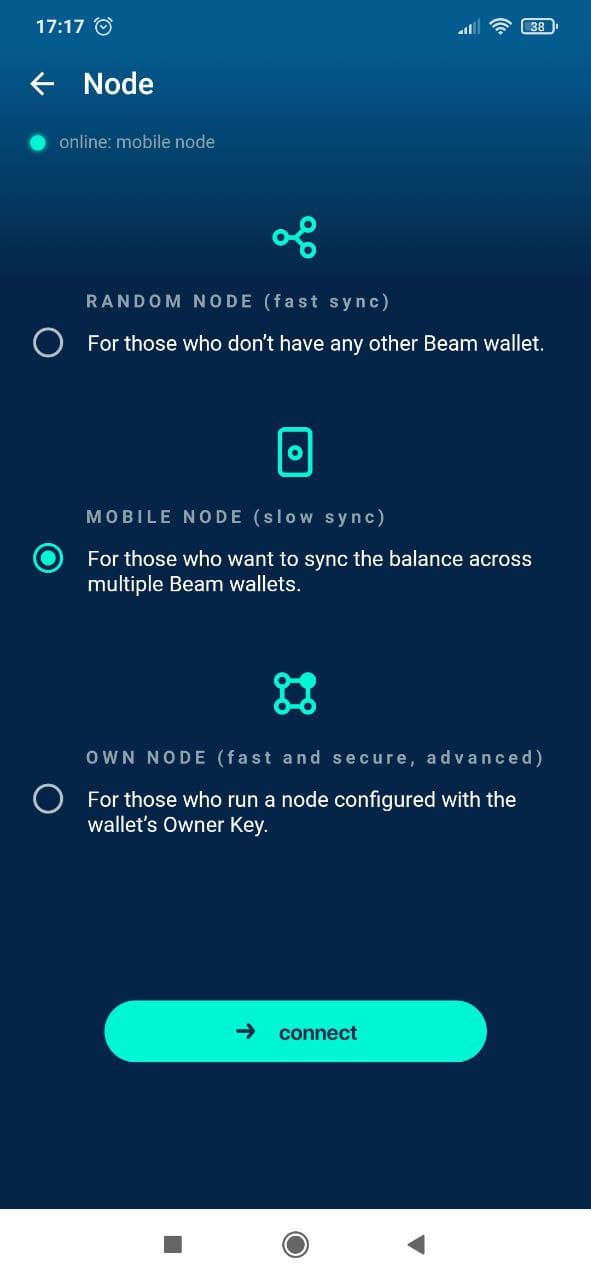 17:17
38
Node
online: mobile node
RANDOM NODE (fast sync)
For those who don’t have any other Beam wallet.
MOBILE NODE (slow sync)
For those who want to sync the balance across
multiple Beam wallets.
OWN NODE (fast and secure, advanced)
For those who run a node configured with the
wallet’s Owner Key.
connect